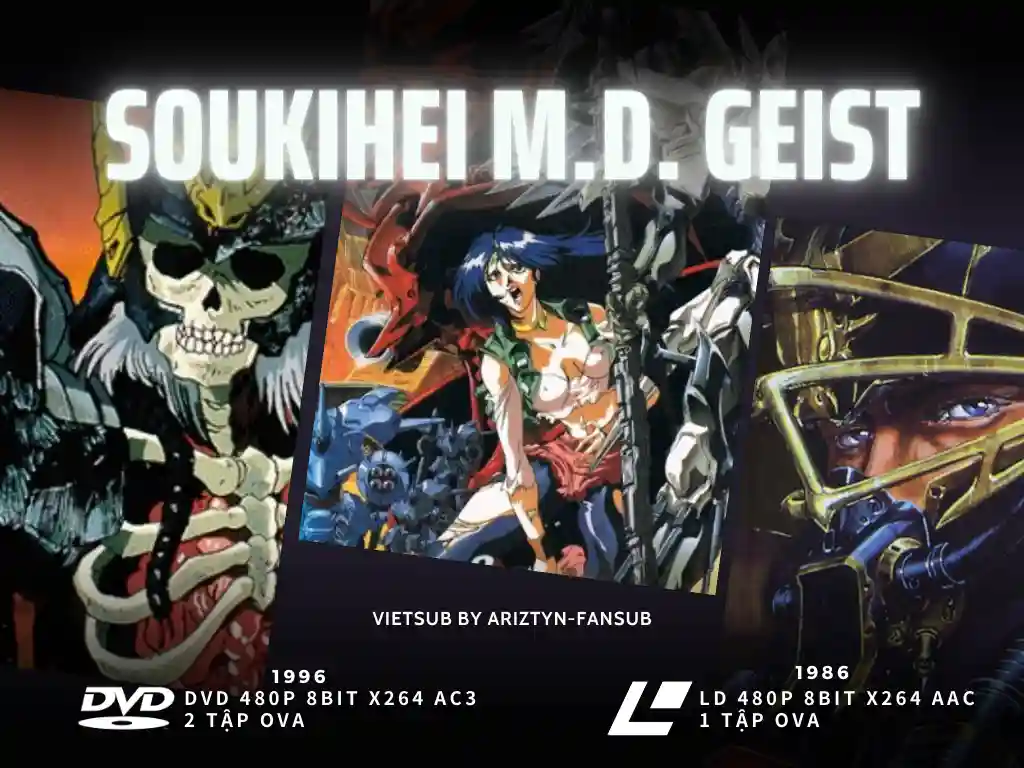 SOUKIHEI M.D. GEIST
VIETSUB BY ARIZTYN-FANSUB
1996
DVD DVD 480P 8BIT X264 AC3
2 TẬP OVA
1986
LD 480P 8BIT X264 AAC
1 TẬP OVA